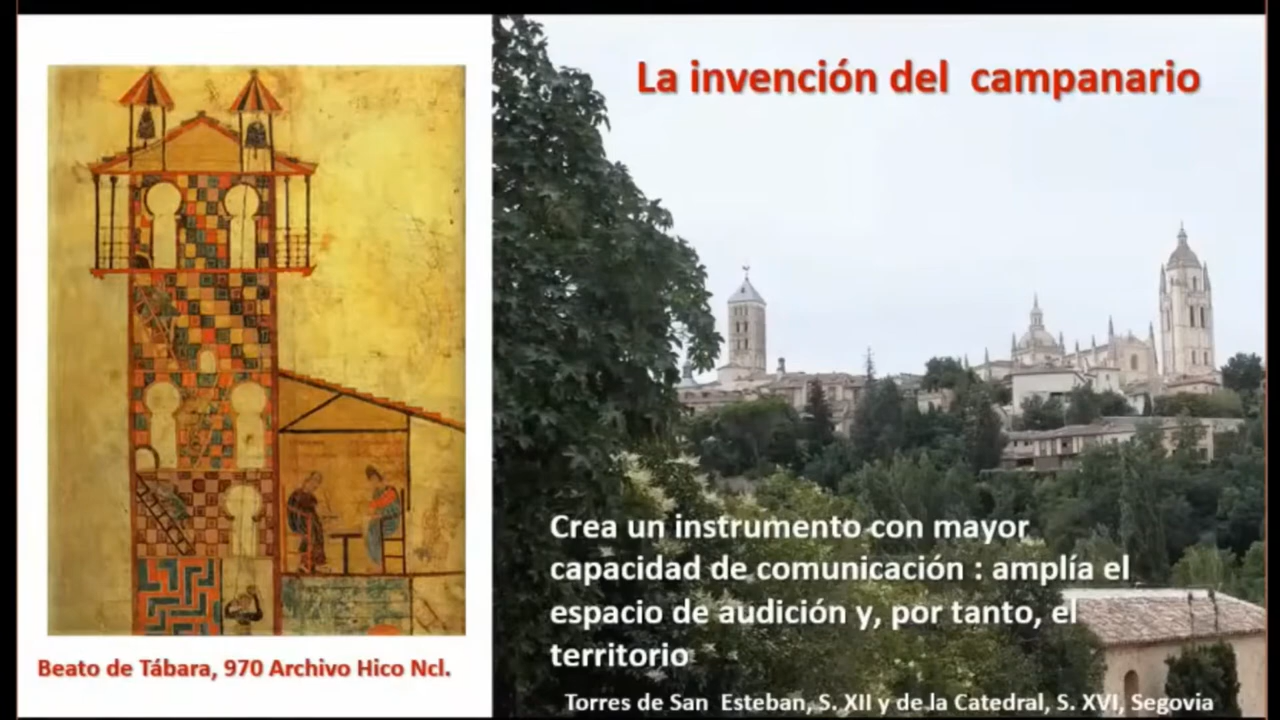 La invención del  campanario
Crea un instrumento con mayor
capacidad de comunicación : amplía el
espacio de audición y, por tanto, el
territorio
Beato de Tábara, 970 Archivo Hico Ncl.
Torres de San  Esteban, S. XII y de la Catedral, S. XVI, Segovia